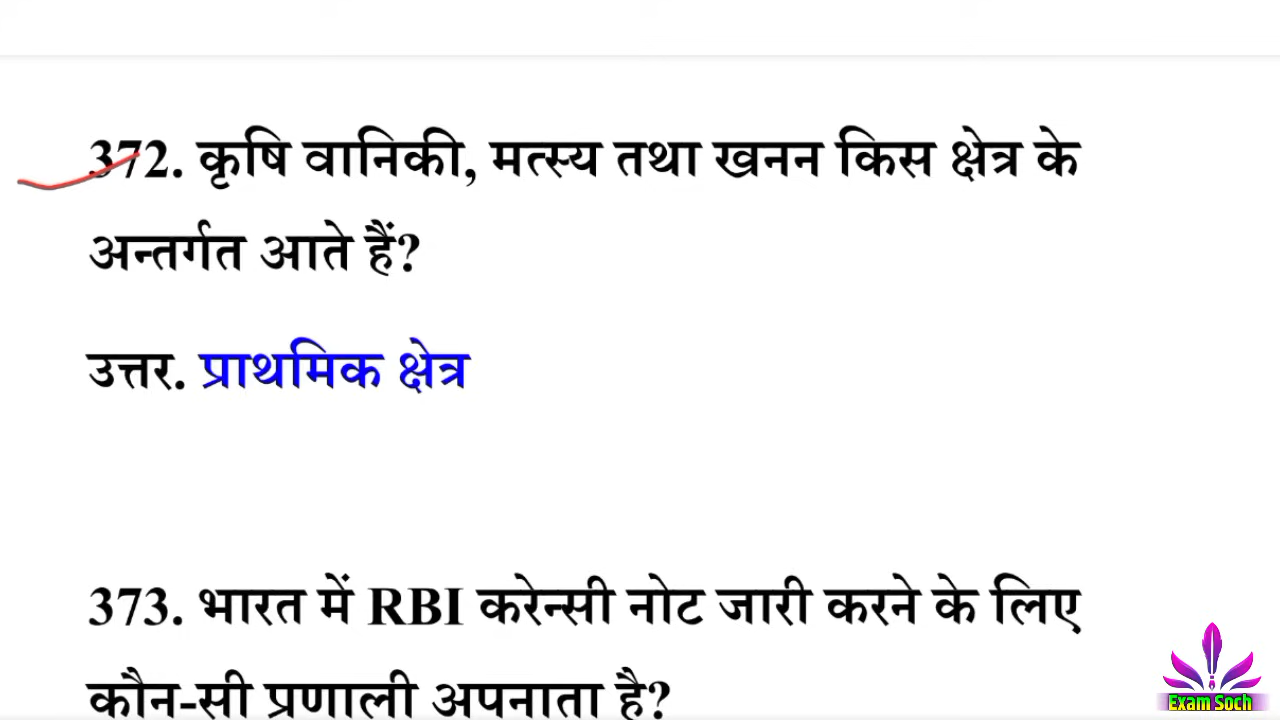 372. कृषि वानिकी, मत्स्य तथा खनन किस क्षेत्र के
अन्तर्गत आते हैं?
उत्तर. प्राथमिक क्षेत्र
373. भारत में RBI करेन्सी नोट जारी करने के लिए
कौन-सी प्रणाली अपनाता है?
Exam Soch